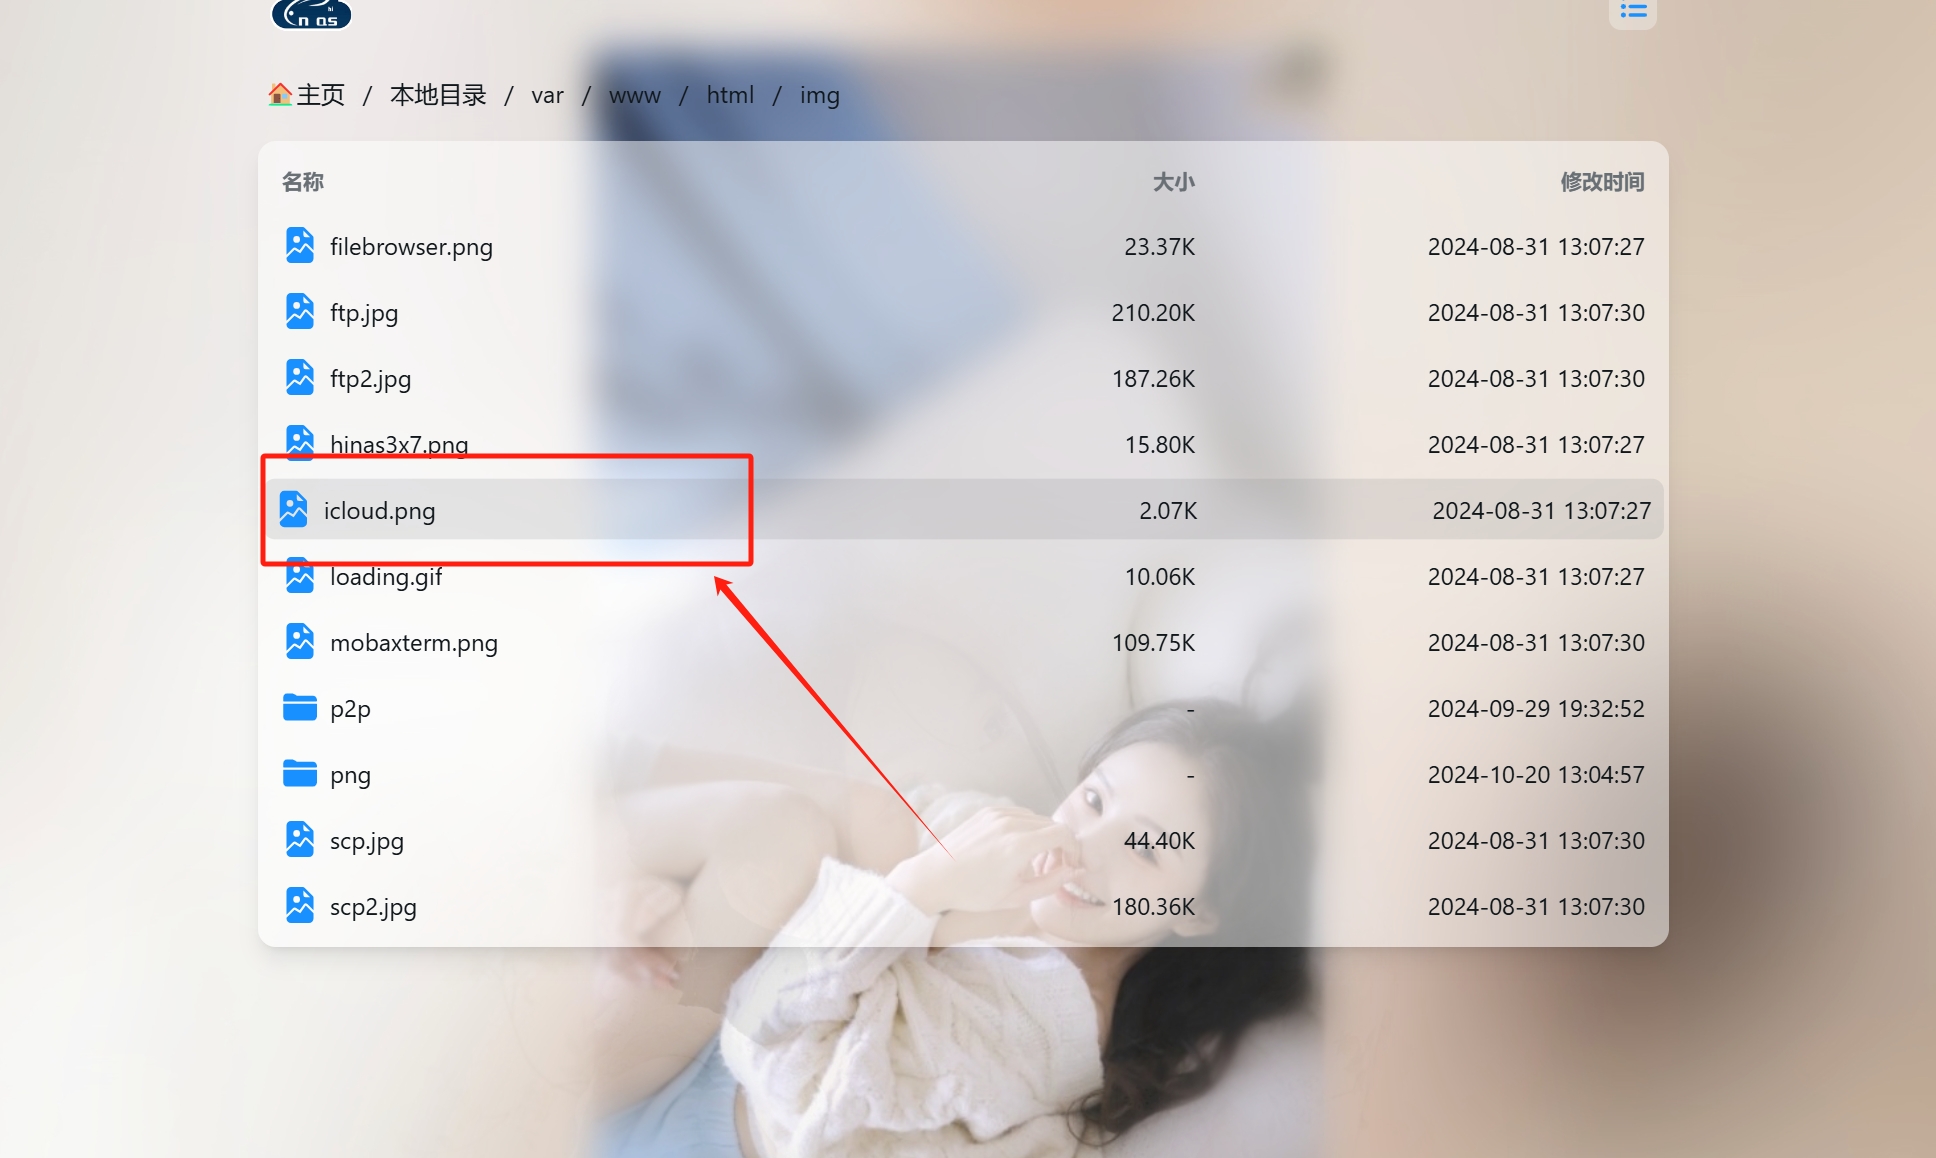 hi
nas
主页 / 本地目录 / var / www / html / img
名称 大小 修改时间
filebrowser.png 23.37K 2024-08-31 13:07:27
ftp.jpg 210.20K 2024-08-31 13:07:30
ftp2.jpg 187.26K 2024-08-31 13:07:30
hinas3x7.png 15.80K 2024-08-31 13:07:27
icloud.png 2.07K 2024-08-31 13:07:27
loading.gif 10.06K 2024-08-31 13:07:27
mobaxterm.png 109.75K 2024-08-31 13:07:30
p2p - 2024-09-29 19:32:52
png - 2024-10-20 13:04:57
scp.jpg 44.40K 2024-08-31 13:07:30
scp2.jpg 180.36K 2024-08-31 13:07:30